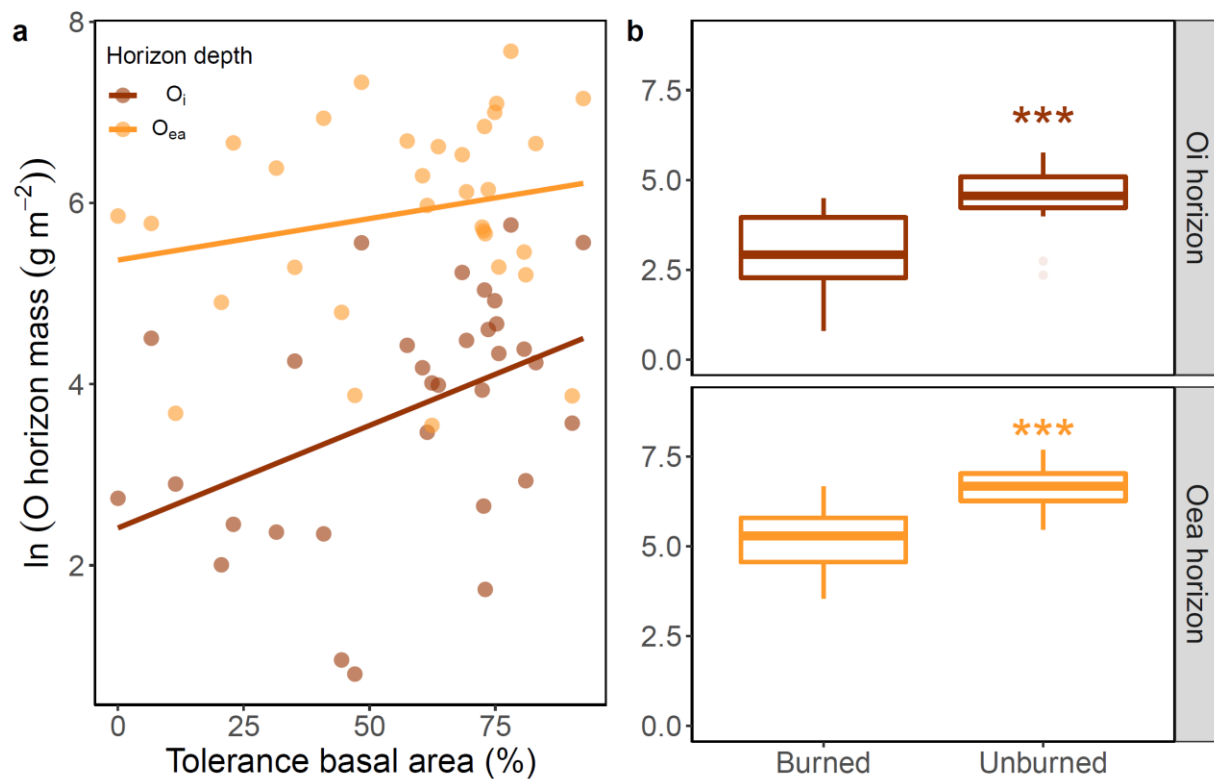 a
Horizon depth
Oᵢ
Oₑₐ
8
6
4
2
0
25
50
75
ln (O horizon mass (g m⁻²))
Tolerance basal area (%)
b
7.5
5.0
2.5
0.0
***
Oi horizon
7.5
5.0
2.5
0.0
***
Oea horizon
Burned
Unburned